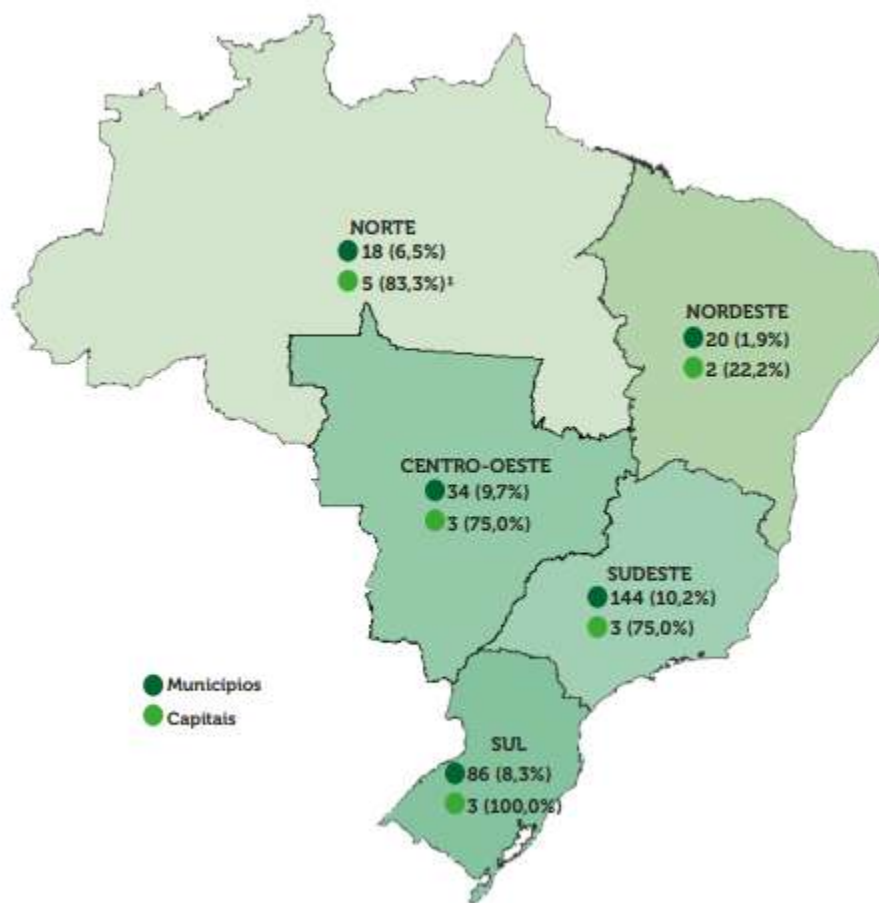 NORTE
18 (6,5%)
5 (83,3%)¹
NORDESTE
20 (1,9%)
2 (22,2%)
CENTRO-OESTE
34 (9,7%)
3 (75,0%)
SUDESTE
144 (10,2%)
3 (75,0%)
Municípios
Capitais
SUL
86 (8,3%)
3 (100,0%)